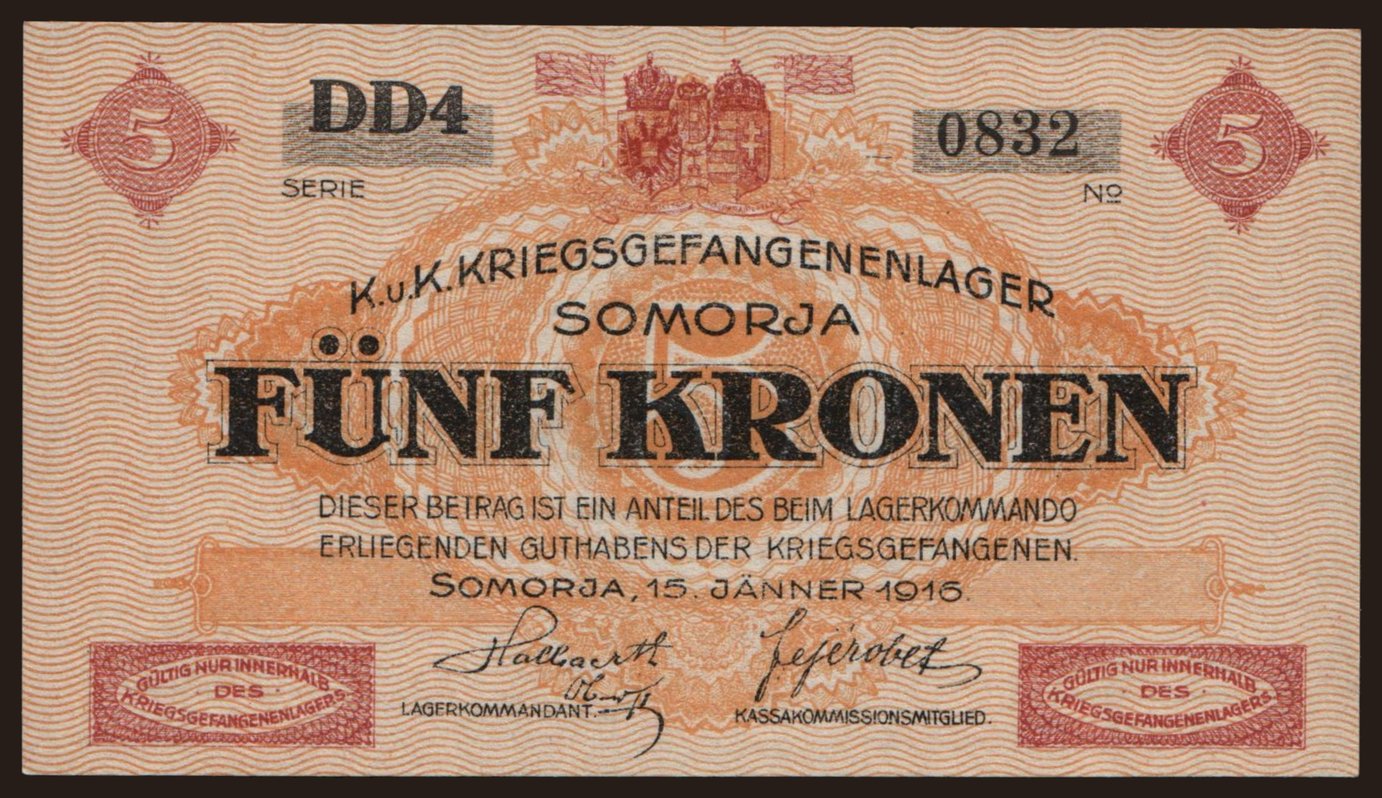 5
DD4
0832
5
SERIE
No
K.u.K. KRIEGSGEFANGENENLAGER
SOMORJA
5
FÜNF KRONEN
DIESER BETRAG IST EIN ANTEIL DES BEIM LAGERKOMMANDO
ERLIEGENDEN GUTHABENS DER KRIEGSGEFANGENEN.
SOMORJA, 15. JÄNNER 1916.
LAGERKOMMANDANT.
KASSAKOMMISSIONSMITGLIED.
GÜLTIG NUR INNERHALB
· DES ·
KRIEGSGEFANGENENLAGERS
GÜLTIG NUR INNERHALB
· DES ·
KRIEGSGEFANGENENLAGERS